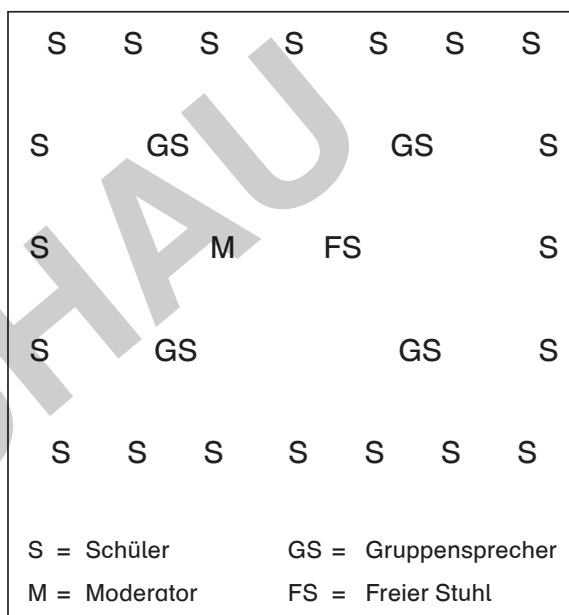 S S S S S S S
S GS GS S
S M FS S
S GS GS S
S S S S S S S
S = Schüler GS = Gruppensprecher
M = Moderator FS = Freier Stuhl
HAU